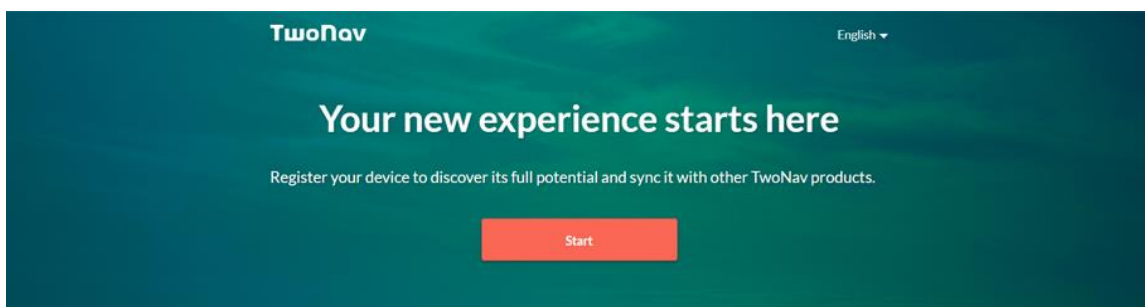 TwoNav
English
Your new experience starts here
Register your device to discover its full potential and sync it with other TwoNav products.
Start